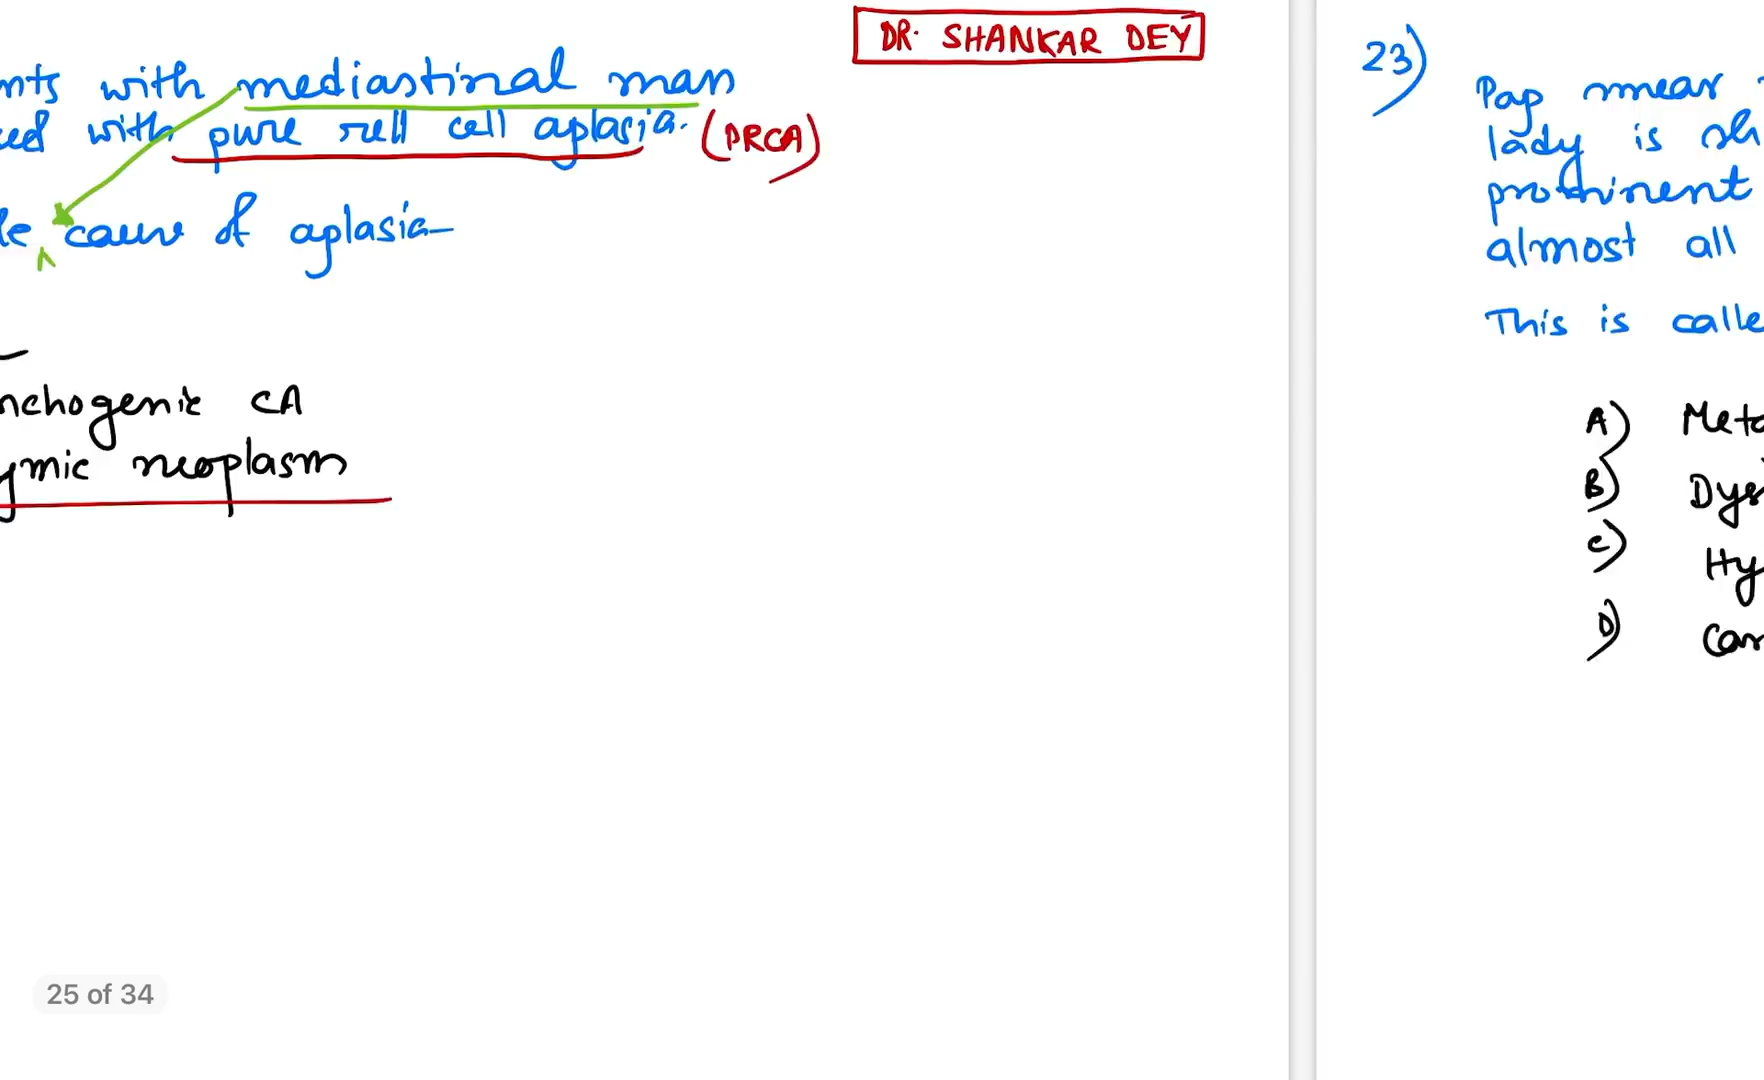 DR. SHANKAR DEY
nts with mediastinal mass
ed with pure rell cell aplasia. (PRCA)
le cause of aplasia—
nchogenic CA
ymic neoplasm
25 of 34
23)
Pap smear
lady is sh
prominent
almost all
This is calle
A) Meta
B) Dys
C) Hy
D) Car